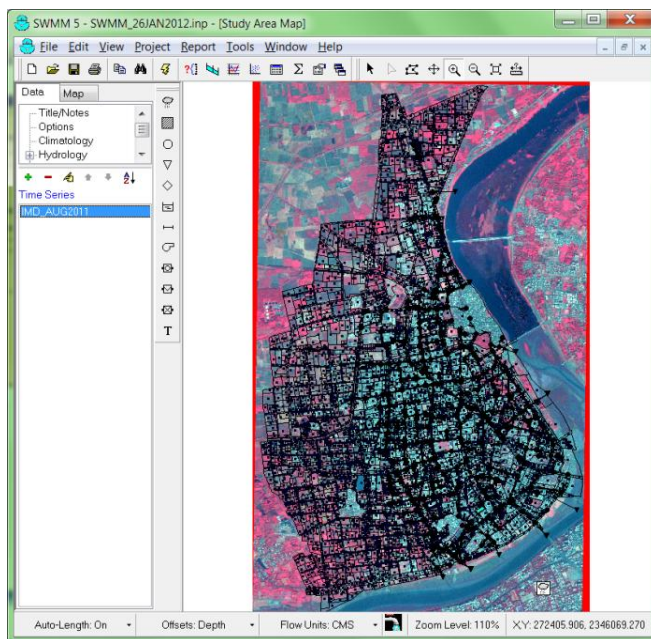 SWMM 5 - SWMM_26JAN2012.inp - [Study Area Map]
File Edit View Project Report Tools Window Help
Data Map
Title/Notes
Options
Climatology
Hydrology
Time Series
IMD_AUG2011
T
Auto-Length: On Offsets: Depth Flow Units: CMS Zoom Level: 110% X,Y: 272405.906, 2346069.270